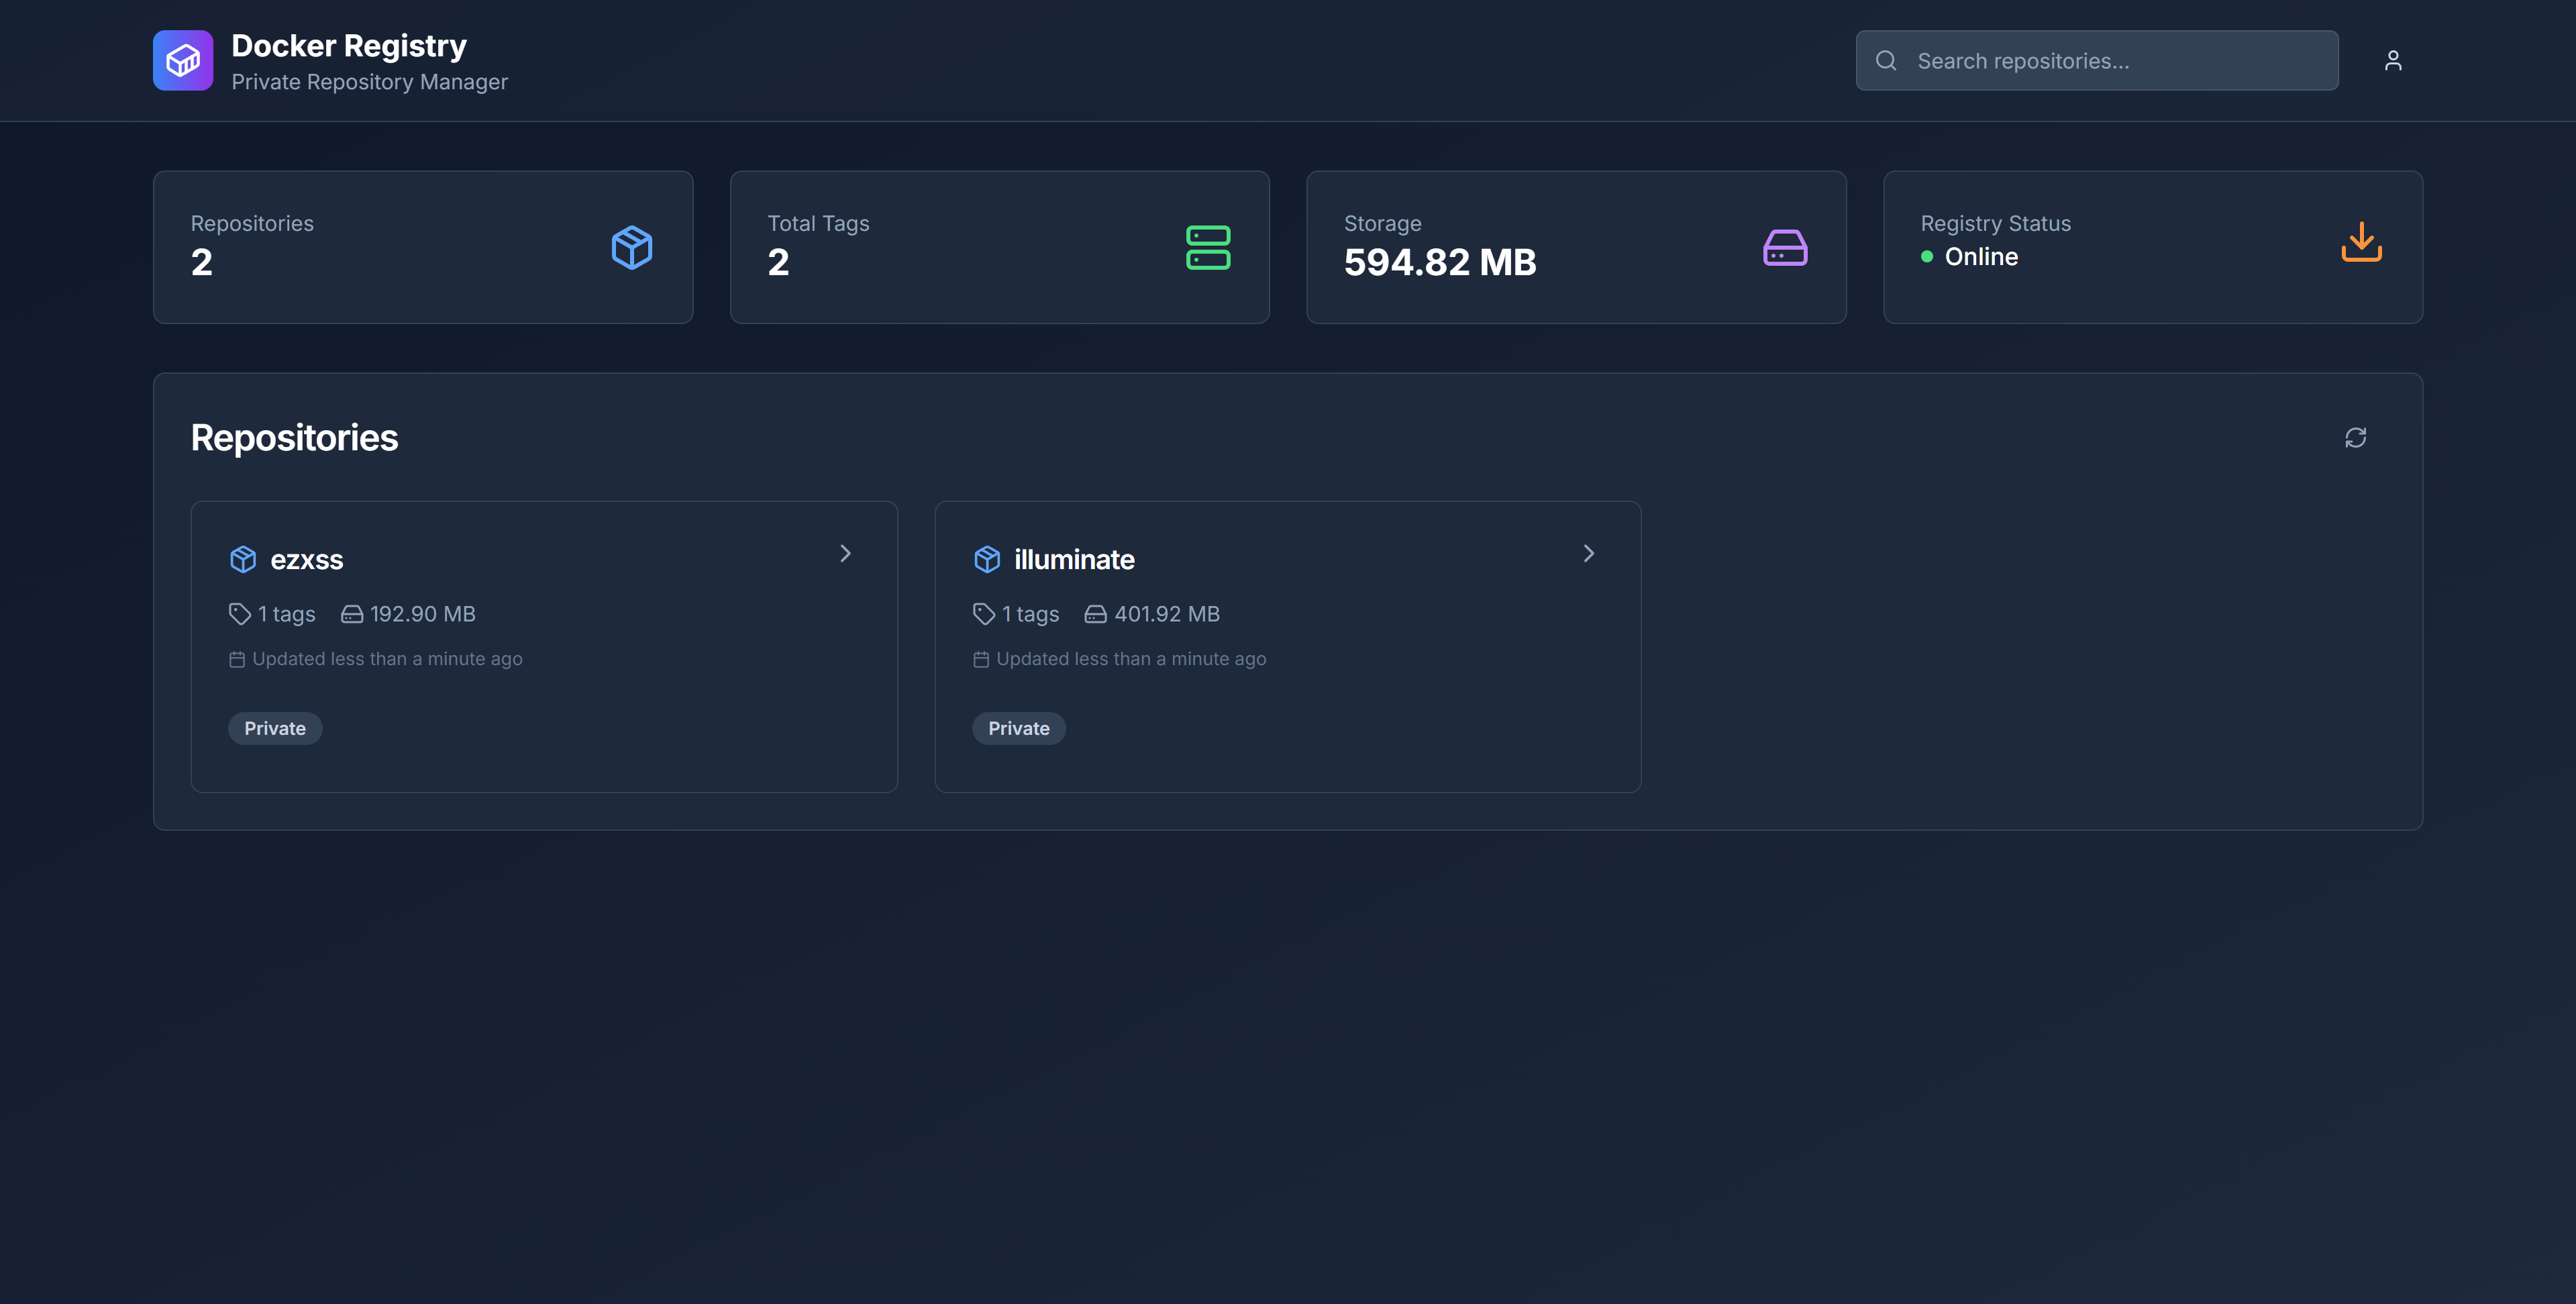 Docker Registry
Private Repository Manager
Search repositories...
Repositories
2
Total Tags
2
Storage
594.82 MB
Registry Status
Online
Repositories
ezxss
1 tags 192.90 MB
Updated less than a minute ago
Private
illuminate
1 tags 401.92 MB
Updated less than a minute ago
Private